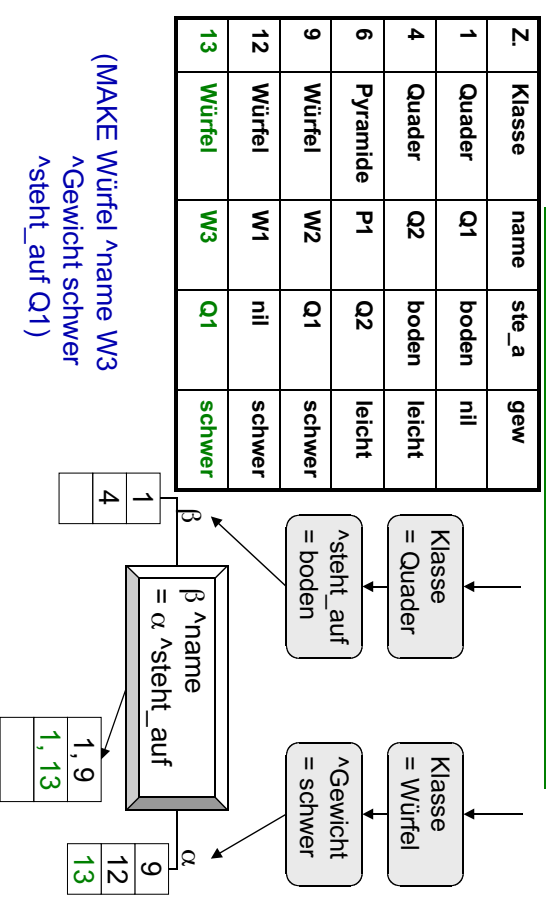 Z. Klasse name ste_a gew
1 Quader Q1 boden nil
4 Quader Q2 boden leicht
6 Pyramide P1 Q2 leicht
9 Würfel W2 Q1 schwer
12 Würfel W1 nil schwer
13 Würfel W3 Q1 schwer
(MAKE Würfel ^name W3
^Gewicht schwer
^steht_auf Q1)
Klasse
= Quader
^steht_auf
= boden
β
1
4
Klasse
= Würfel
^Gewicht
= schwer
α
9
12
13
β ^name
= α ^steht_auf
1, 9
1, 13